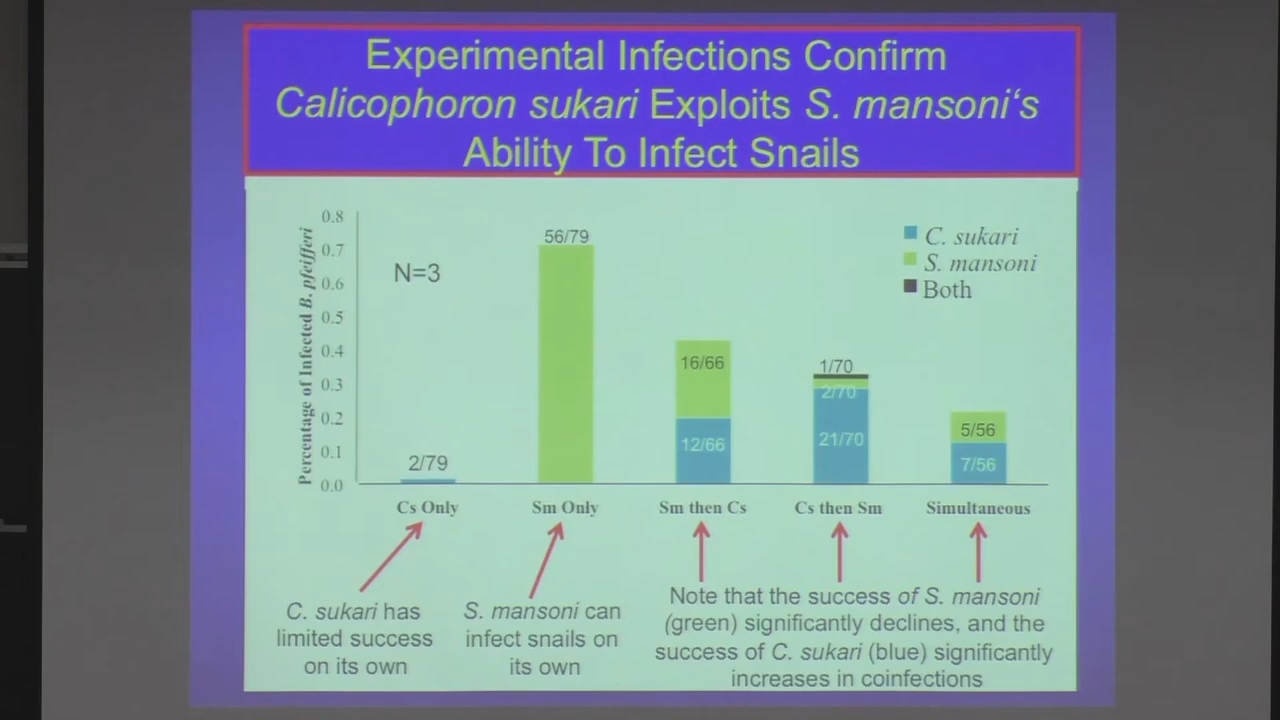 Experimental Infections Confirm
Calicophoron sukari Exploits S. mansoni‘s
Ability To Infect Snails
Percentage of Infected B. pfeifferi
0.8
0.7
0.6
0.5
0.4
0.3
0.2
0.1
0.0
N=3
C. sukari
S. mansoni
Both
2/79
56/79
16/66
12/66
1/70
2/70
21/70
5/56
7/56
Cs Only
Sm Only
Sm then Cs
Cs then Sm
Simultaneous
C. sukari has
limited success
on its own
S. mansoni can
infect snails on
its own
Note that the success of S. mansoni
(green) significantly declines, and the
success of C. sukari (blue) significantly
increases in coinfections